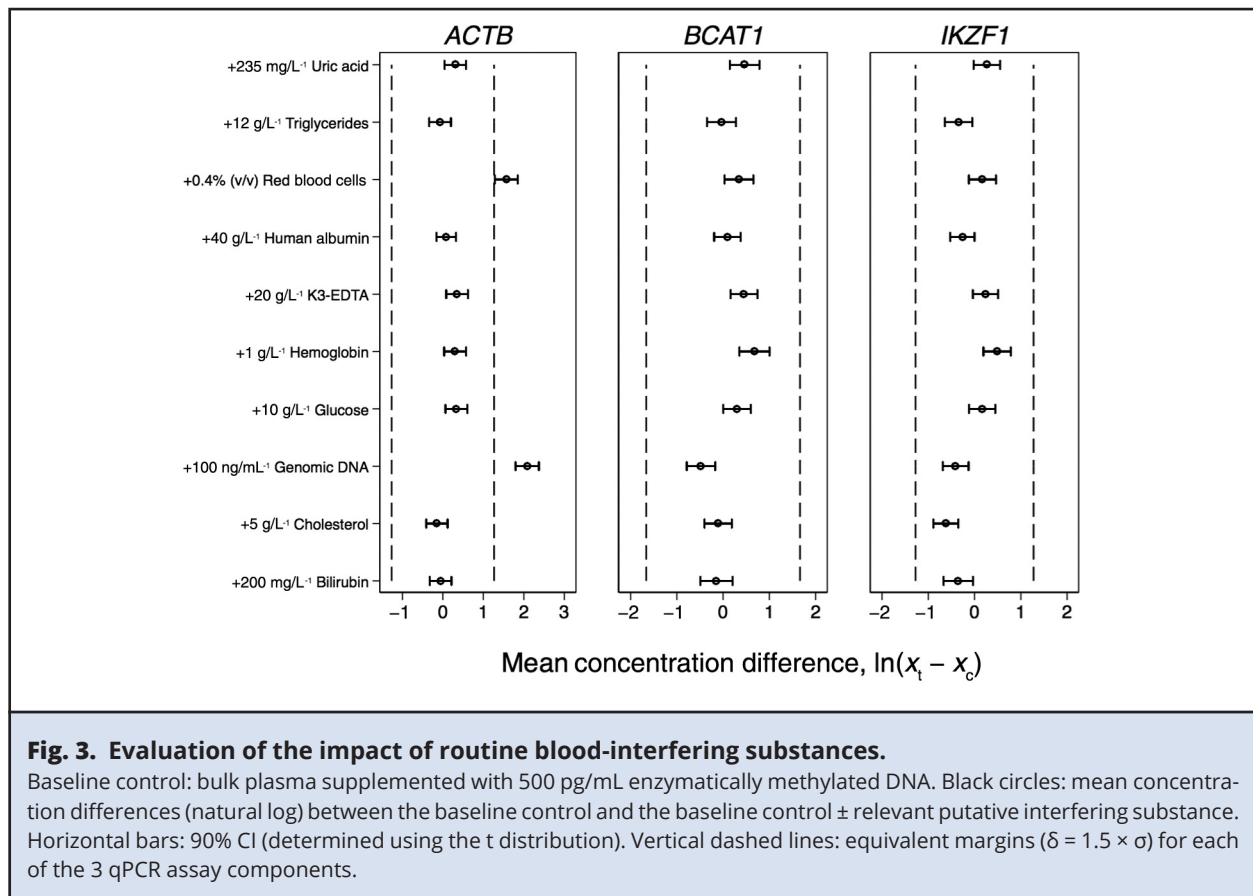 ACTB BCAT1 IKZF1
+235 mg/L⁻¹ Uric acid
+12 g/L⁻¹ Triglycerides
+0.4% (v/v) Red blood cells
+40 g/L⁻¹ Human albumin
+20 g/L⁻¹ K3-EDTA
+1 g/L⁻¹ Hemoglobin
+10 g/L⁻¹ Glucose
+100 ng/mL⁻¹ Genomic DNA
+5 g/L⁻¹ Cholesterol
+200 mg/L⁻¹ Bilirubin
−1 0 1 2 3 −2 −1 0 1 2 −2 −1 0 1 2
Mean concentration difference, ln(xₜ − x꜀)
Fig. 3. Evaluation of the impact of routine blood-interfering substances.
Baseline control: bulk plasma supplemented with 500 pg/mL enzymatically methylated DNA. Black circles: mean concentra-
tion differences (natural log) between the baseline control and the baseline control ± relevant putative interfering substance.
Horizontal bars: 90% CI (determined using the t distribution). Vertical dashed lines: equivalent margins (δ = 1.5 × σ) for each
of the 3 qPCR assay components.